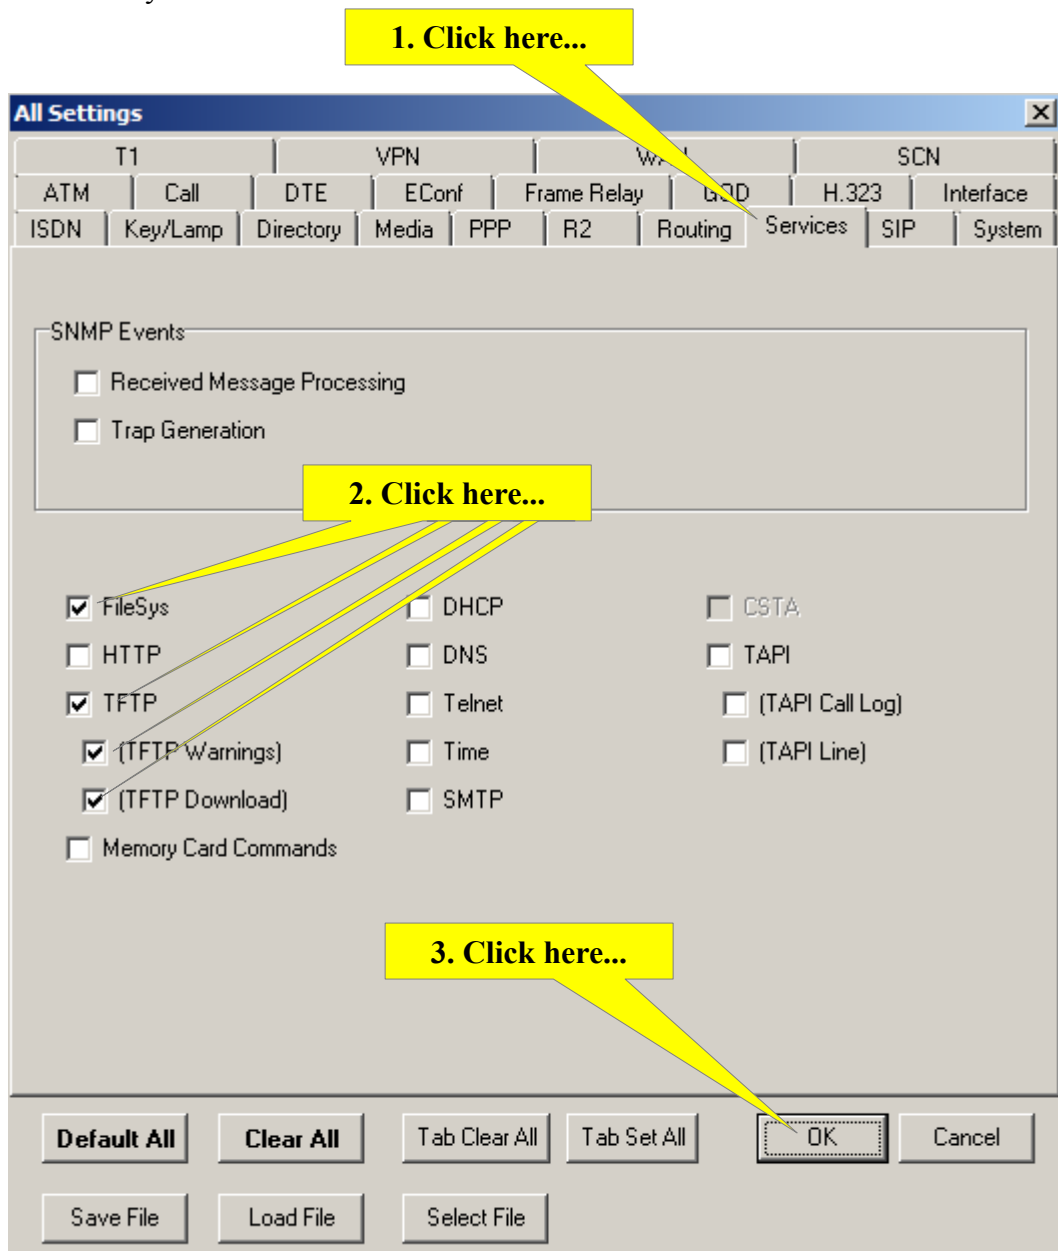 1. Click here...
All Settings
T1 VPN WAN SCN
ATM Call DTE EConf Frame Relay GOD H.323 Interface
ISDN Key/Lamp Directory Media PPP R2 Routing Services SIP System
SNMP Events
Received Message Processing
Trap Generation
2. Click here...
FileSys DHCP CSTA
HTTP DNS TAPI
TFTP Telnet (TAPI Call Log)
(TFTP Warnings) Time (TAPI Line)
(TFTP Download) SMTP
Memory Card Commands
3. Click here...
Default All Clear All Tab Clear All Tab Set All OK Cancel
Save File Load File Select File